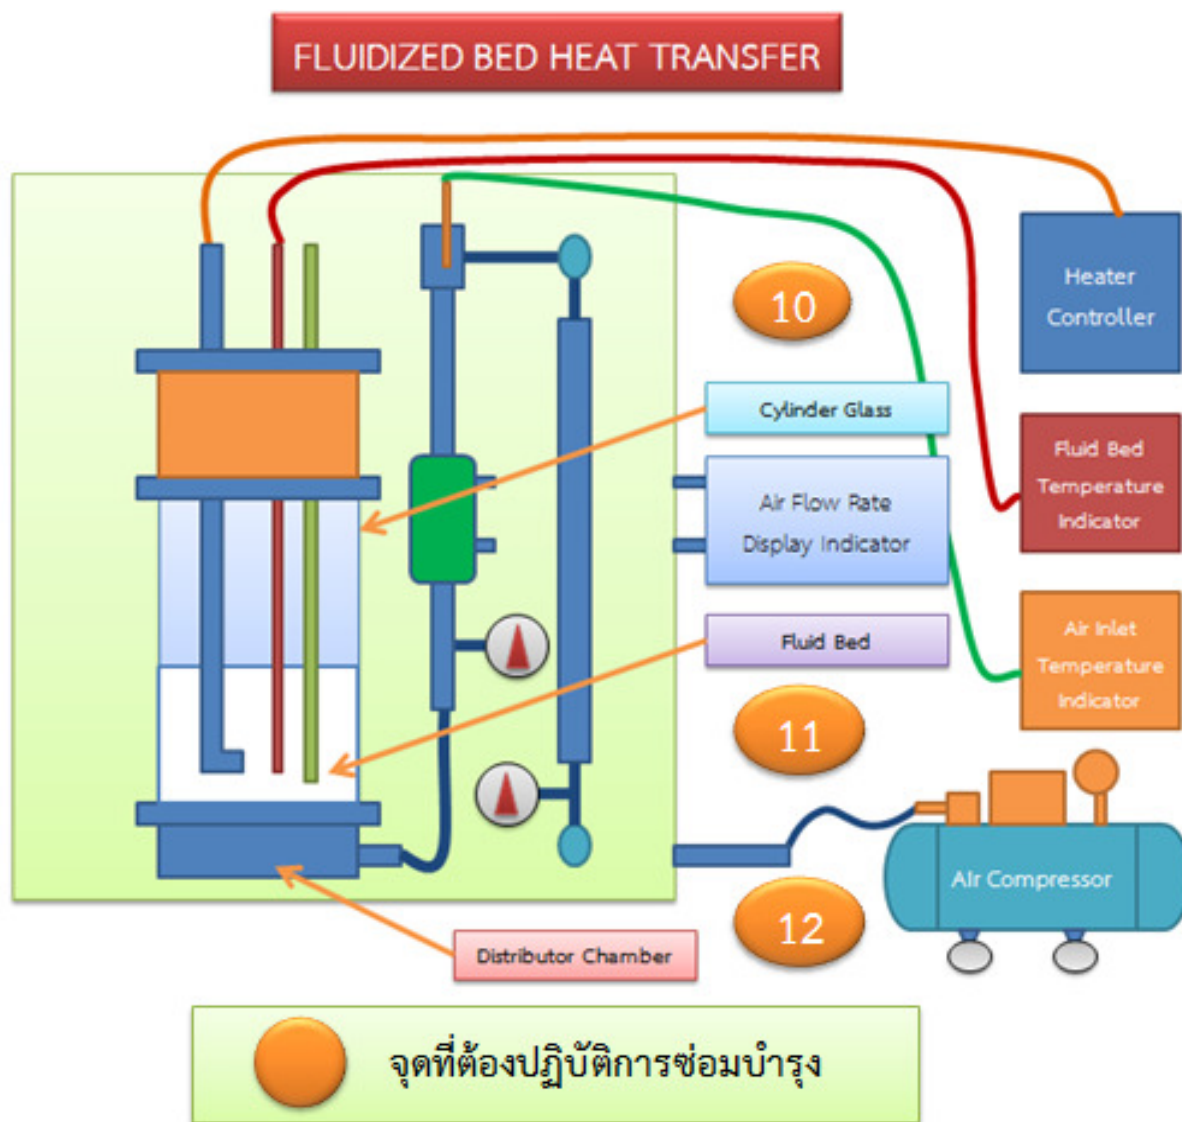 FLUIDIZED BED HEAT TRANSFER
10
Heater
Controller
Cylinder Glass
Fluid Bed
Temperature
Indicator
Air Flow Rate
Display Indicator
Fluid Bed
Air Inlet
Temperature
Indicator
11
Air Compressor
12
Distributor Chamber
จุดที่ต้องปฏิบัติการซ่อมบำรุง